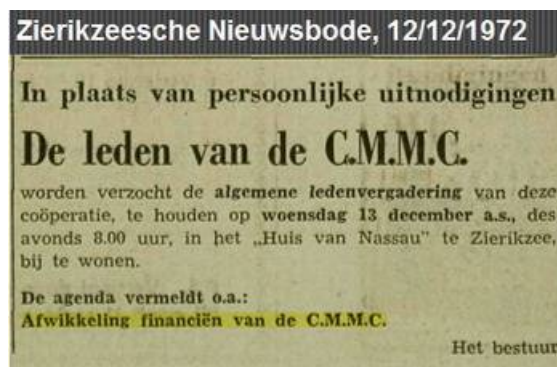 Zierikzeesche Nieuwsbode, 12/12/1972
In plaats van persoonlijke uitnodigingen
De leden van de C.M.M.C.
worden verzocht de algemene ledenvergadering van deze
coöperatie, te houden op woensdag 13 december a.s., des
avonds 8.00 uur, in het „Huis van Nassau” te Zierikzee,
bij te wonen.
De agenda vermeldt o.a.:
Afwikkeling financiën van de C.M.M.C.
Het bestuur